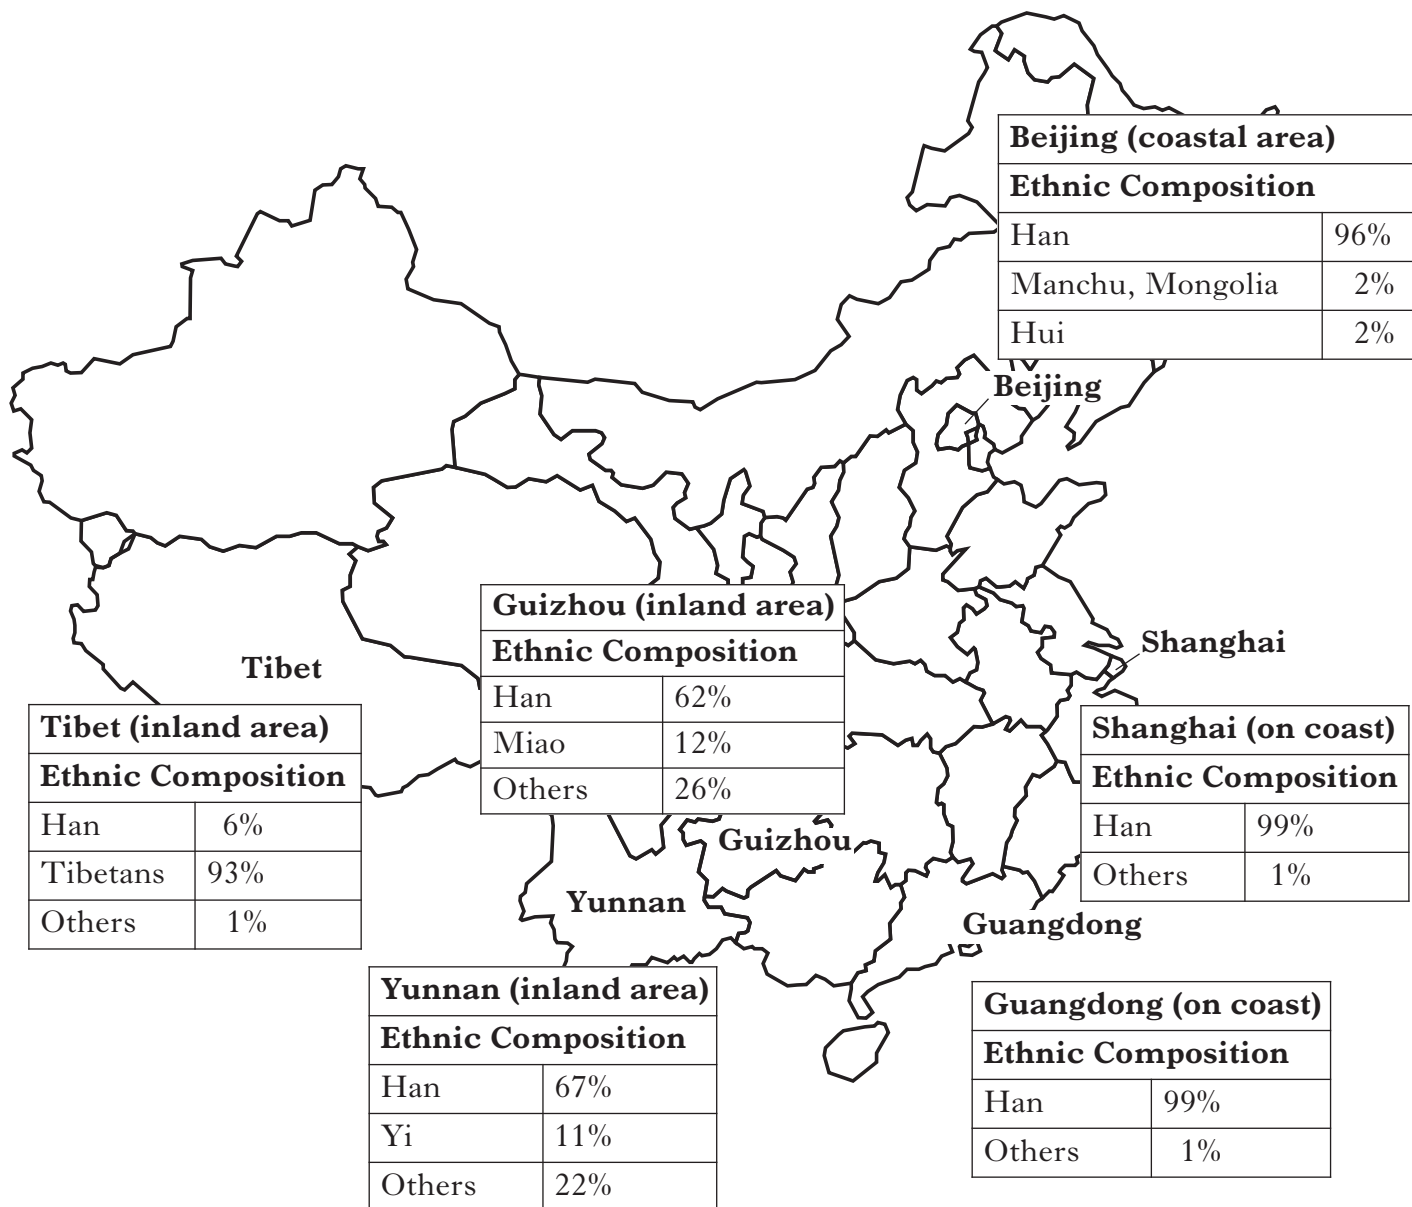 Beijing (coastal area)
Ethnic Composition
Han 96%
Manchu, Mongolia 2%
Hui 2%
Beijing
Guizhou (inland area)
Ethnic Composition
Han 62%
Miao 12%
Others 26%
Shanghai
Tibet
Tibet (inland area)
Ethnic Composition
Han 6%
Tibetans 93%
Others 1%
Shanghai (on coast)
Ethnic Composition
Han 99%
Others 1%
Guizhou
Yunnan
Guangdong
Yunnan (inland area)
Ethnic Composition
Han 67%
Yi 11%
Others 22%
Guangdong (on coast)
Ethnic Composition
Han 99%
Others 1%